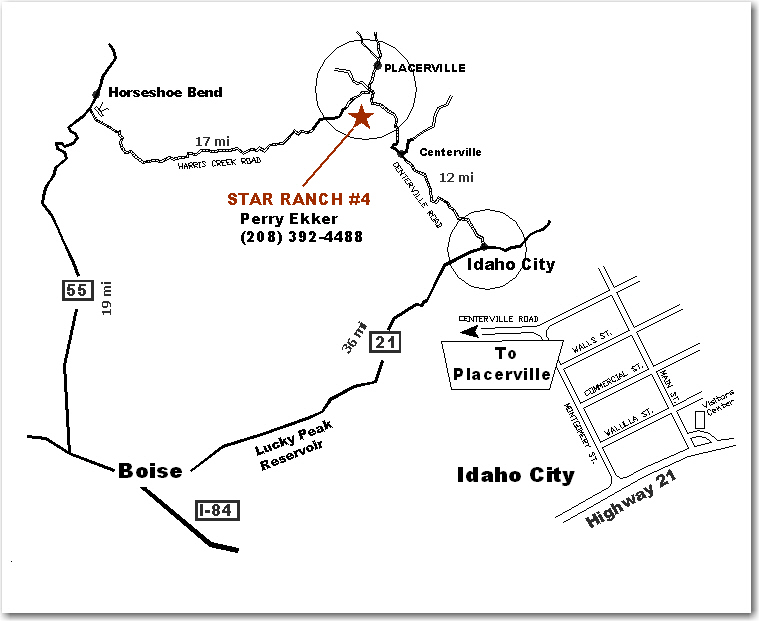 PLACERVILLE
Horseshoe Bend
17 mi
HARRIS CREEK ROAD
Centerville
12 mi
CENTERVILLE ROAD
STAR RANCH #4
Perry Ekker
(208) 392-4488
Idaho City
55
19 mi
36 mi
21
Lucky Peak
Reservoir
Boise
I-84
CENTERVILLE ROAD
To
Placerville
WALLS ST.
COMMERCIAL ST.
MAIN ST.
WALULLA ST.
MONTGOMERY ST.
Visitors
Center
Idaho City
Highway 21